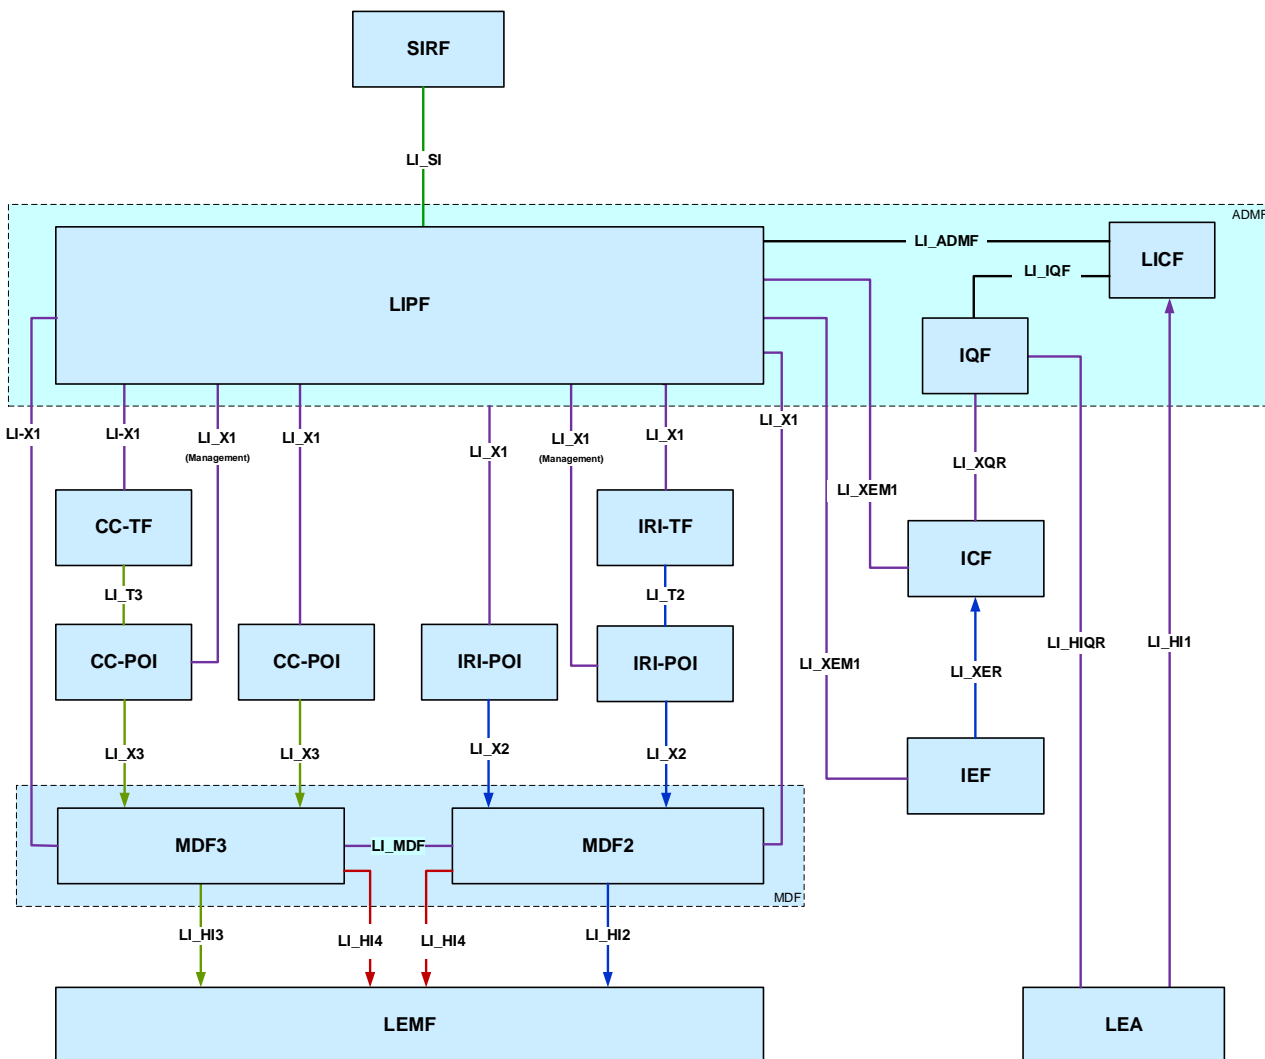 SIRF
LI_SI
ADMF
LI_ADMF
LICF
LI_IQF
LIPF
IQF
LI-X1
LI-X1
LI_X1
(Management)
LI_X1
LI_X1
LI_X1
(Management)
LI_X1
LI_X1
LI_XQR
LI_XEM1
CC-TF
IRI-TF
ICF
LI_T3
LI_T2
LI_HIQR
LI_HI1
CC-POI
CC-POI
IRI-POI
IRI-POI
LI_XEM1
LI_XER
LI_X3
LI_X3
LI_X2
LI_X2
IEF
MDF3
LI_MDF
MDF2
MDF
LI_HI3
LI_HI4
LI_HI4
LI_HI2
LEMF
LEA